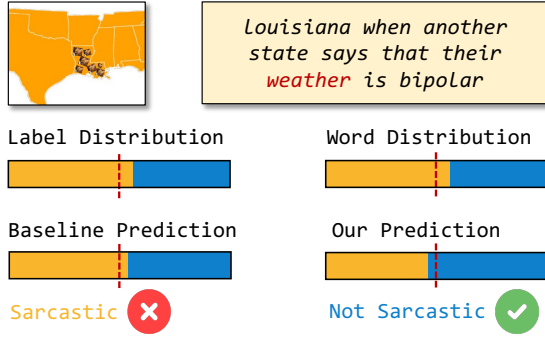 Louisiana when another
state says that their
weather is bipolar
Label Distribution
Word Distribution
Baseline Prediction
Our Prediction
Sarcastic
Not Sarcastic